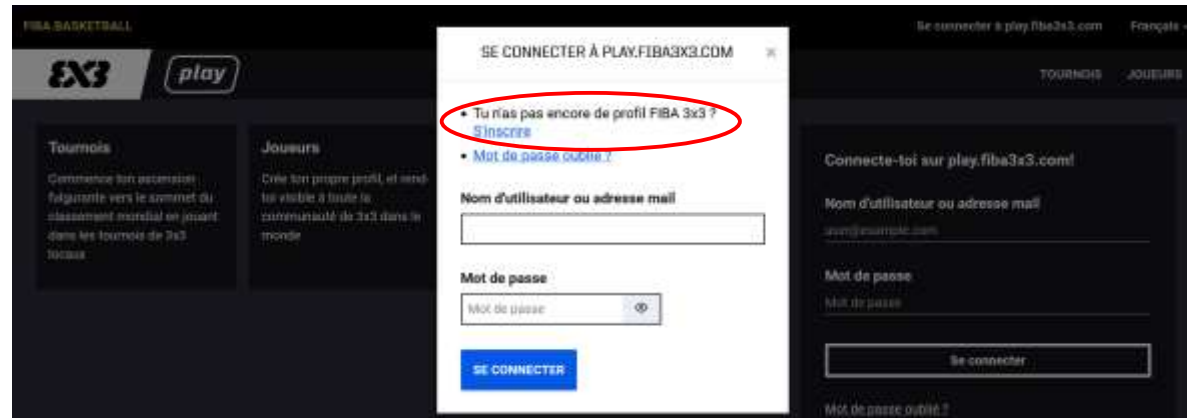 FIBA.BASKETBALL
Se connecter à play.fiba3x3.com
Français
3X3
play
TOURNOIS
JOUEURS
SE CONNECTER À PLAY.FIBA3X3.COM
×
• Tu n'as pas encore de profil FIBA 3x3 ?
S'inscrire
• Mot de passe oublié ?
Nom d'utilisateur ou adresse mail
Mot de passe
Mot de passe
SE CONNECTER
Tournois
Commence ton ascension
fulgurante vers le sommet du
classement mondial en jouant
dans les tournois de 3x3
locaux
Joueurs
Crée ton propre profil, et rend-
toi visible à toute la
communauté de 3x3 dans le
monde
Connecte-toi sur play.fiba3x3.com!
Nom d'utilisateur ou adresse mail
user@example.com
Mot de passe
Mot de passe
Se connecter
Mot de passe oublié ?